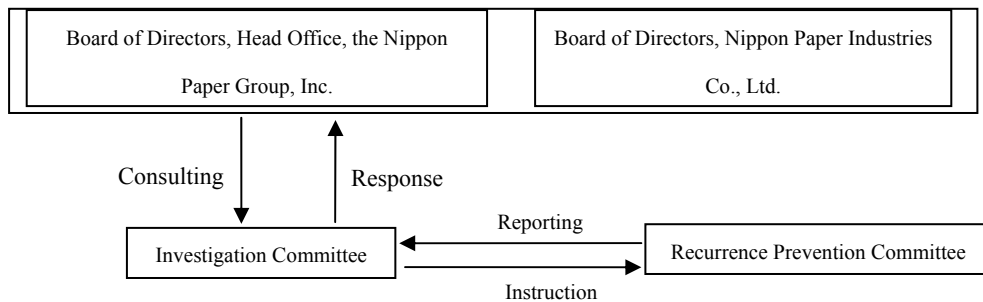 Board of Directors, Head Office, the Nippon
Paper Group, Inc.
Board of Directors, Nippon Paper Industries
Co., Ltd.
Consulting
Response
Reporting
Investigation Committee
Recurrence Prevention Committee
Instruction